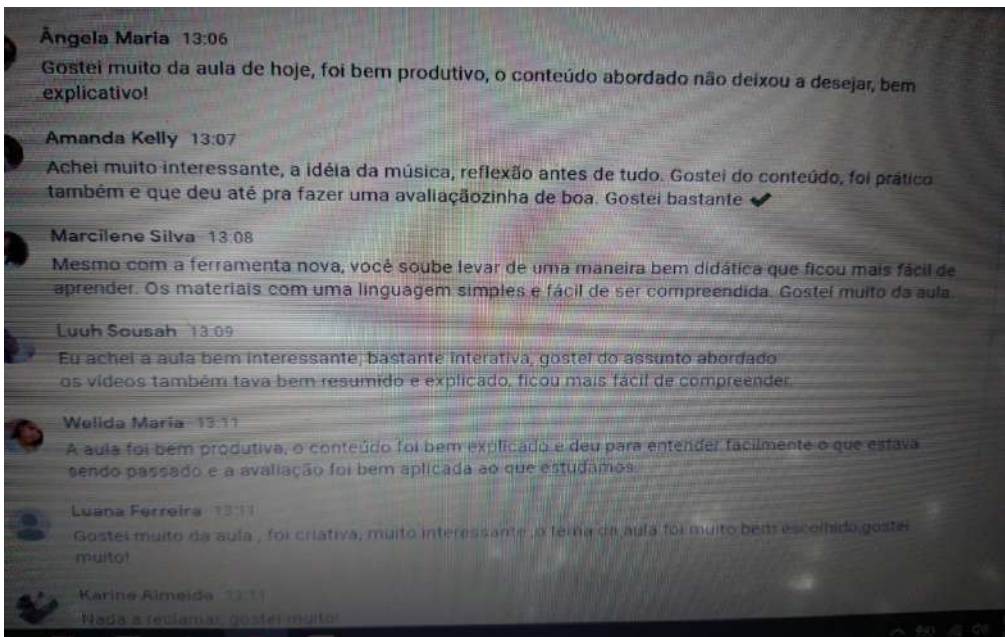 Ângela Maria 13:06
Gostei muito da aula de hoje, foi bem produtivo, o conteúdo abordado não deixou a desejar, bem
explicativo!
Amanda Kelly 13:07
Achei muito interessante, a idéia da música, reflexão antes de tudo. Gostei do conteúdo, foi prático
também e que deu até pra fazer uma avaliaçãozinha de boa. Gostei bastante ✔
Marcilene Silva 13:08
Mesmo com a ferramenta nova, você soube levar de uma maneira bem didática que ficou mais fácil de
aprender. Os materiais com uma linguagem simples e fácil de ser compreendida. Gostei muito da aula.
Luuh Sousah 13:09
Eu achei a aula bem interessante, bastante interativa, gostei do assunto abordado
os vídeos também tava bem resumido e explicado, ficou mais fácil de compreender.
Welida Maria 13:11
A aula foi bem produtiva, o conteúdo foi bem explicado e deu para entender facilmente o que estava
sendo passado e a avaliação foi bem aplicada ao que estudamos.
Luana Ferreira 13:11
Gostei muito da aula , foi criativa, muito interessante ,o tema da aula foi muito bem escolhido,gostei
muito!
Karine Almeida 13:11
Nada a reclamar, gostei muito!